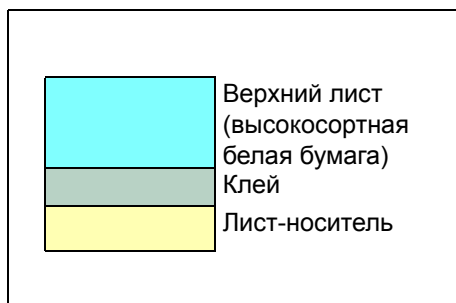 Верхний лист
(высокосортная
белая бумага)
Клей
Лист-носитель